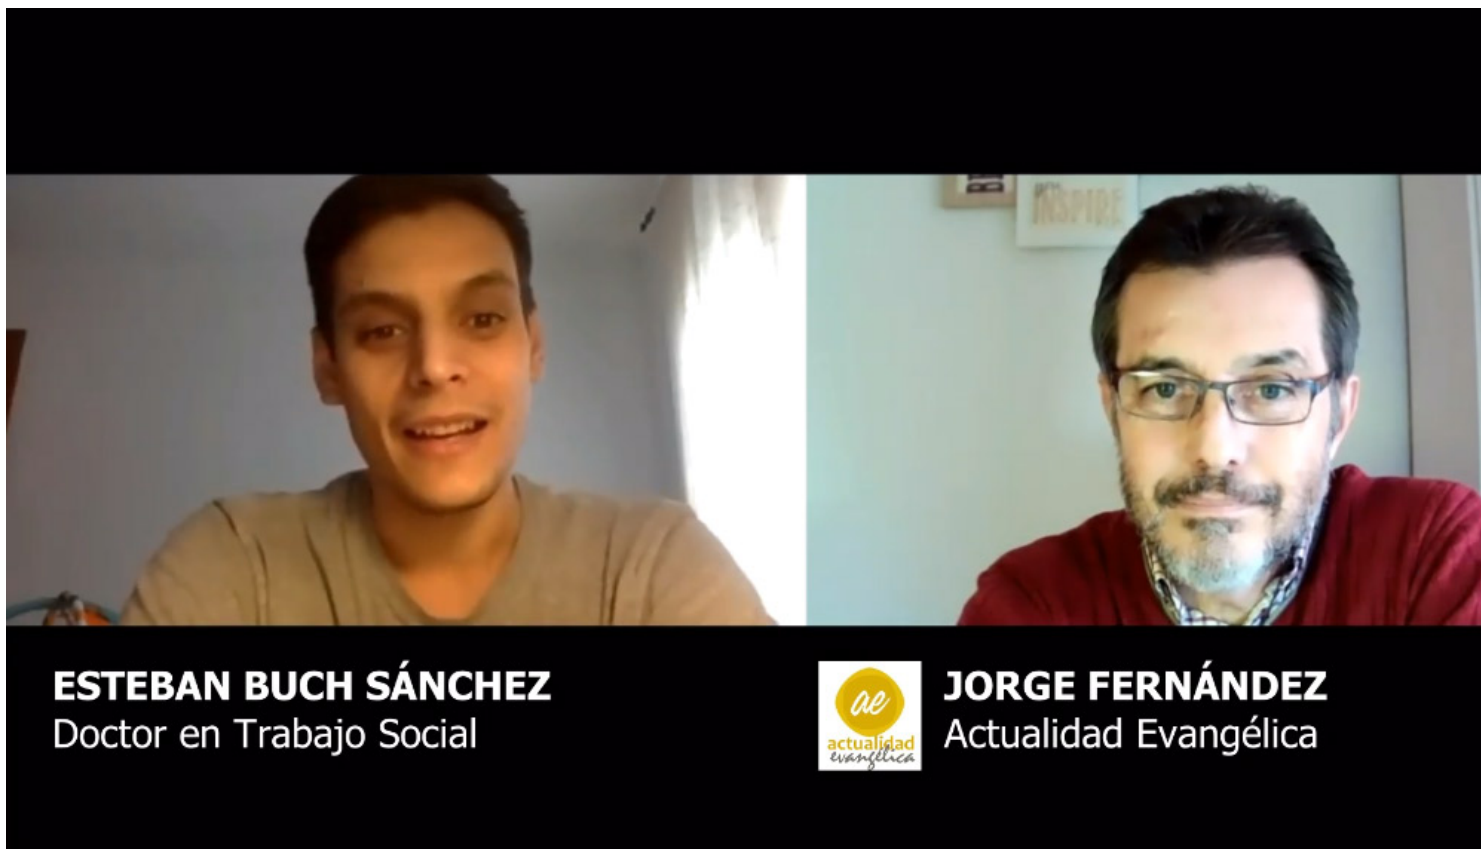 INSPIRE
ESTEBAN BUCH SÁNCHEZ
Doctor en Trabajo Social
ae
actualidad
evangélica
JORGE FERNÁNDEZ
Actualidad Evangélica